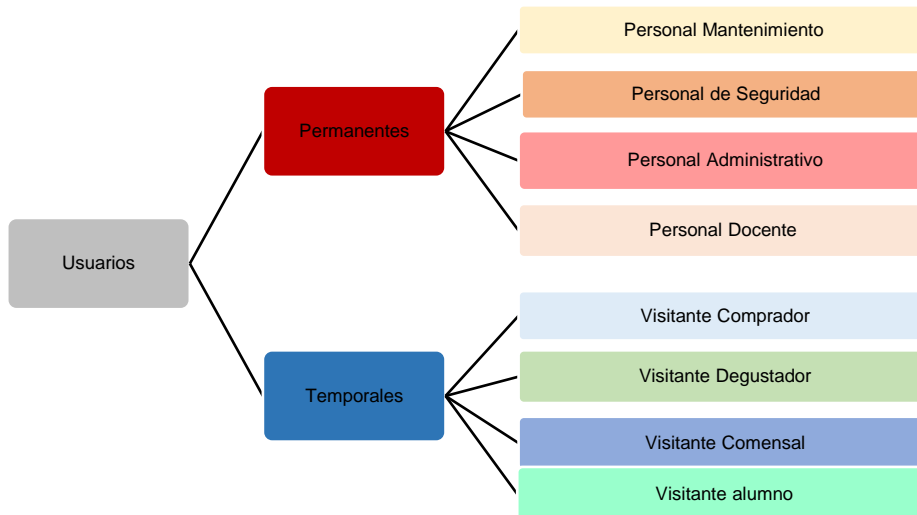 Usuarios
Permanentes
Personal Mantenimiento
Personal de Seguridad
Personal Administrativo
Personal Docente
Temporales
Visitante Comprador
Visitante Degustador
Visitante Comensal
Visitante alumno